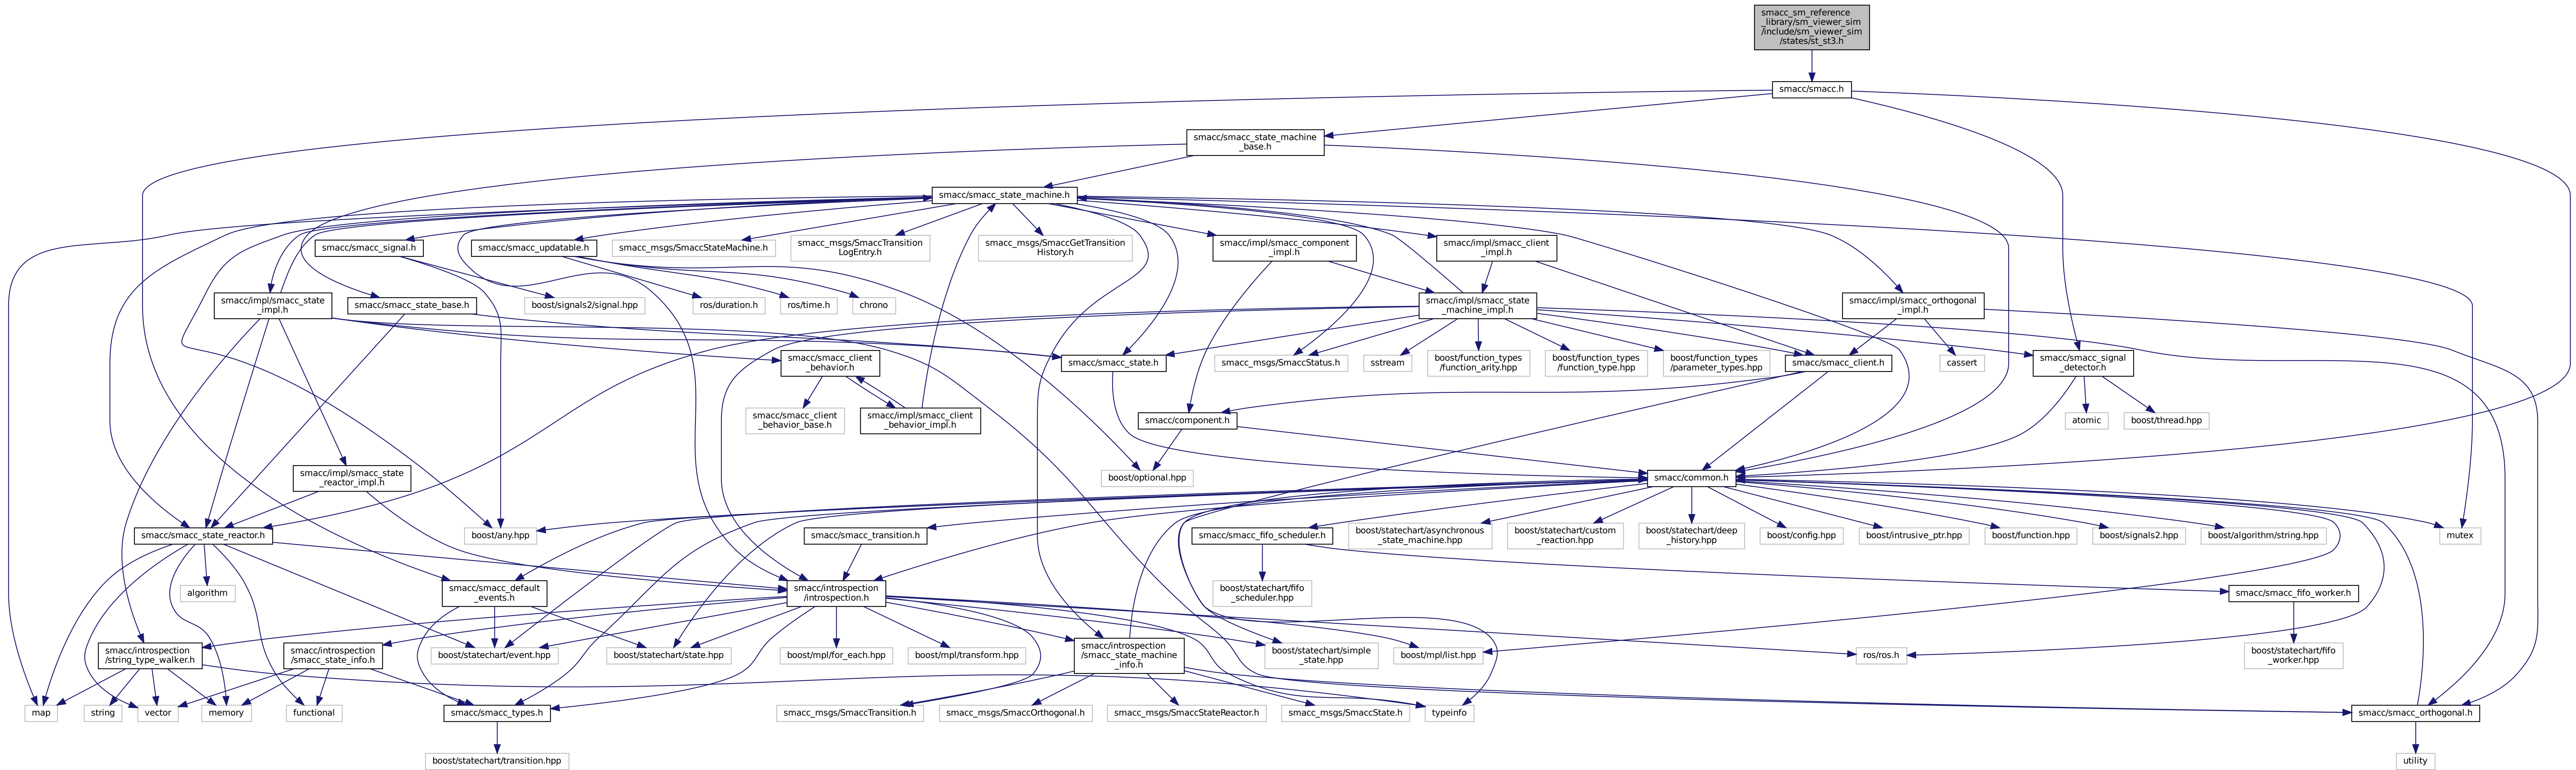 smacc_sm_reference
_library/sm_viewer_sim
/include/sm_viewer_sim
/states/st_st3.h
smacc/smacc.h
smacc/smacc_state_machine
_base.h
smacc/smacc_state_machine.h
smacc/smacc_signal.h
smacc/smacc_updatable.h
smacc_msgs/SmaccStateMachine.h
smacc_msgs/SmaccTransition
LogEntry.h
smacc_msgs/SmaccGetTransition
History.h
smacc/impl/smacc_component
_impl.h
smacc/impl/smacc_client
_impl.h
smacc/impl/smacc_state
_impl.h
smacc/smacc_state_base.h
boost/signals2/signal.hpp
ros/duration.h
ros/time.h
chrono
smacc/impl/smacc_state
_machine_impl.h
smacc/impl/smacc_orthogonal
_impl.h
smacc/smacc_client
_behavior.h
smacc/smacc_state.h
smacc_msgs/SmaccStatus.h
sstream
boost/function_types
/function_arity.hpp
boost/function_types
/function_type.hpp
boost/function_types
/parameter_types.hpp
smacc/smacc_client.h
cassert
smacc/smacc_signal
_detector.h
smacc/smacc_client
_behavior_base.h
smacc/impl/smacc_client
_behavior_impl.h
smacc/component.h
atomic
boost/thread.hpp
smacc/impl/smacc_state
_reactor_impl.h
boost/optional.hpp
smacc/common.h
smacc/smacc_state_reactor.h
boost/any.hpp
smacc/smacc_transition.h
smacc/smacc_fifo_scheduler.h
boost/statechart/asynchronous
_state_machine.hpp
boost/statechart/custom
_reaction.hpp
boost/statechart/deep
_history.hpp
boost/config.hpp
boost/intrusive_ptr.hpp
boost/function.hpp
boost/signals2.hpp
boost/algorithm/string.hpp
mutex
algorithm
smacc/smacc_default
_events.h
smacc/introspection
/introspection.h
boost/statechart/fifo
_scheduler.hpp
smacc/smacc_fifo_worker.h
smacc/introspection
/string_type_walker.h
smacc/introspection
/smacc_state_info.h
boost/statechart/event.hpp
boost/statechart/state.hpp
boost/mpl/for_each.hpp
boost/mpl/transform.hpp
smacc/introspection
/smacc_state_machine
_info.h
boost/statechart/simple
_state.hpp
boost/mpl/list.hpp
ros/ros.h
boost/statechart/fifo
_worker.hpp
map
string
vector
memory
functional
smacc/smacc_types.h
smacc_msgs/SmaccTransition.h
smacc_msgs/SmaccOrthogonal.h
smacc_msgs/SmaccStateReactor.h
smacc_msgs/SmaccState.h
typeinfo
smacc/smacc_orthogonal.h
boost/statechart/transition.hpp
utility